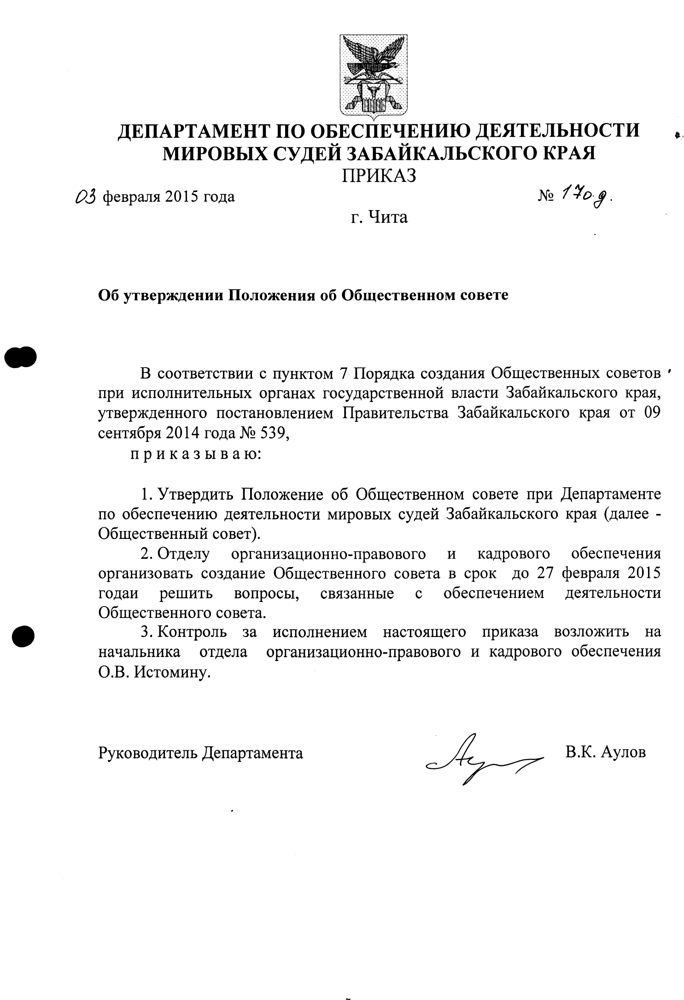 ДЕПАРТАМЕНТ ПО ОБЕСПЕЧЕНИЮ ДЕЯТЕЛЬНОСТИ
МИРОВЫХ СУДЕЙ ЗАБАЙКАЛЬСКОГО КРАЯ
ПРИКАЗ
03 февраля 2015 года № 17о.д.
г. Чита
Об утверждении Положения об Общественном совете
В соответствии с пунктом 7 Порядка создания Общественных советов
при исполнительных органах государственной власти Забайкальского края,
утвержденного постановлением Правительства Забайкальского края от 09
сентября 2014 года № 539,
п р и к а з ы в а ю:
1. Утвердить Положение об Общественном совете при Департаменте
по обеспечению деятельности мировых судей Забайкальского края (далее -
Общественный совет).
2. Отделу организационно-правового и кадрового обеспечения
организовать создание Общественного совета в срок до 27 февраля 2015
годаи решить вопросы, связанные с обеспечением деятельности
Общественного совета.
3. Контроль за исполнением настоящего приказа возложить на
начальника отдела организационно-правового и кадрового обеспечения
О.В. Истомину.
Руководитель Департамента В.К. Аулов